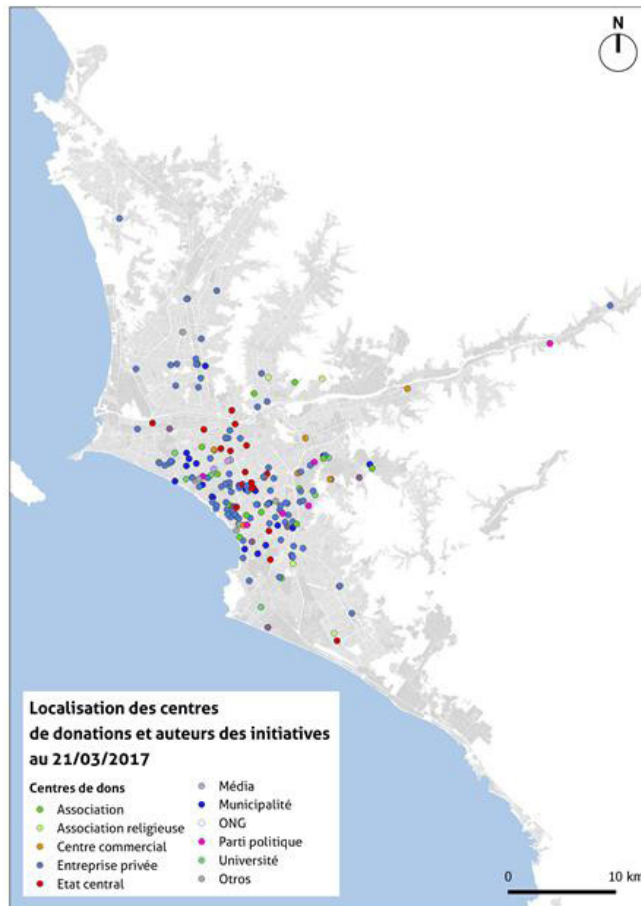 N
Localisation des centres
de donations et auteurs des initiatives
au 21/03/2017
Centres de dons
Association
Association religieuse
Centre commercial
Entreprise privée
Etat central
Média
Municipalité
ONG
Parti politique
Université
Otros
0 10 km